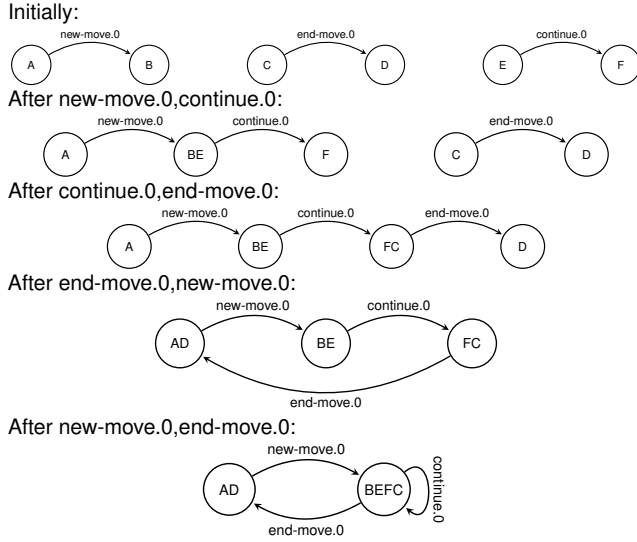 Initially:
new-move.0 end-move.0 continue.0
A B C D E F
After new-move.0,continue.0:
new-move.0 continue.0 end-move.0
A BE F C D
After continue.0,end-move.0:
new-move.0 continue.0 end-move.0
A BE FC D
After end-move.0,new-move.0:
new-move.0 continue.0
AD BE FC
end-move.0
After new-move.0,end-move.0:
new-move.0
AD BEFC continue.0
end-move.0